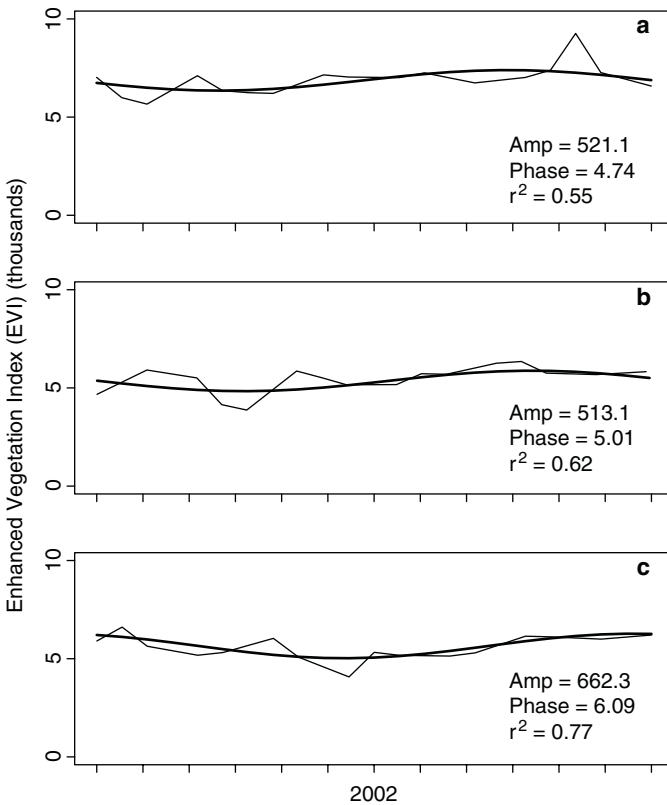 Enhanced Vegetation Index (EVI) (thousands)
a
10
5
0
Amp = 521.1
Phase = 4.74
r² = 0.55
b
10
5
0
Amp = 513.1
Phase = 5.01
r² = 0.62
c
10
5
0
Amp = 662.3
Phase = 6.09
r² = 0.77
2002